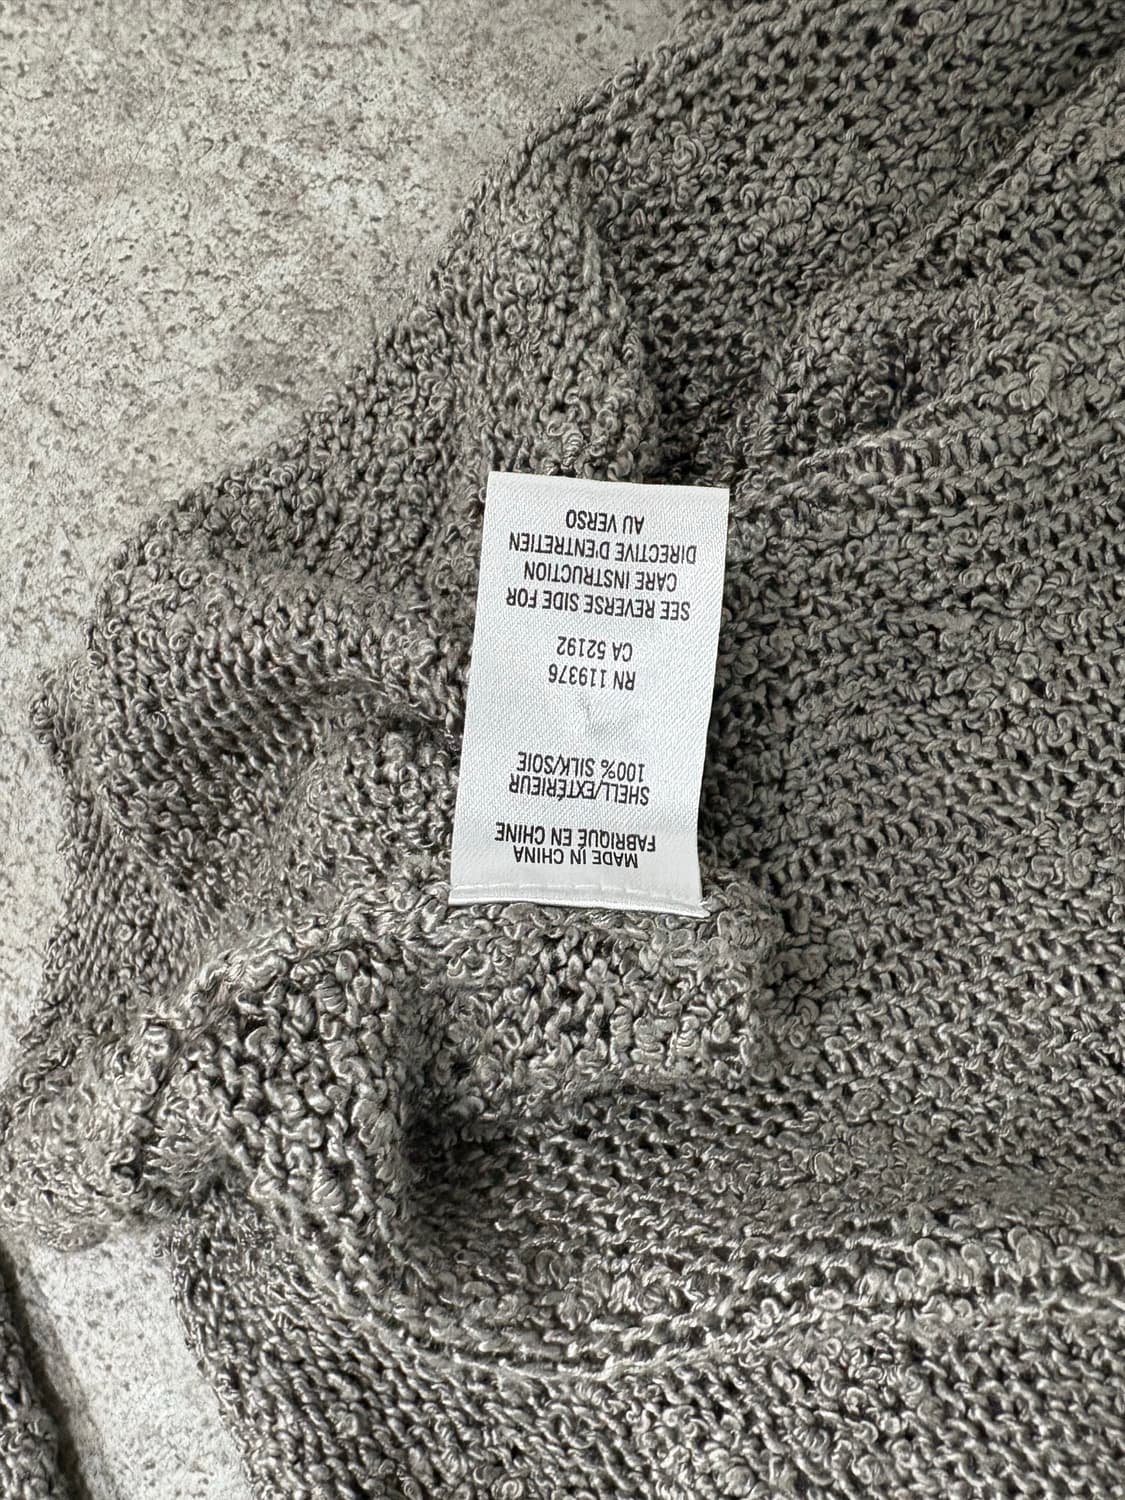 MADE IN CHINA
FABRIQUÉ EN CHINE
SHELL/EXTÉRIEUR
100% SILK/SOIE
RN 119376
CA 52192
SEE REVERSE SIDE FOR
CARE INSTRUCTION
DIRECTIVE D'ENTRETIEN
AU VERSO